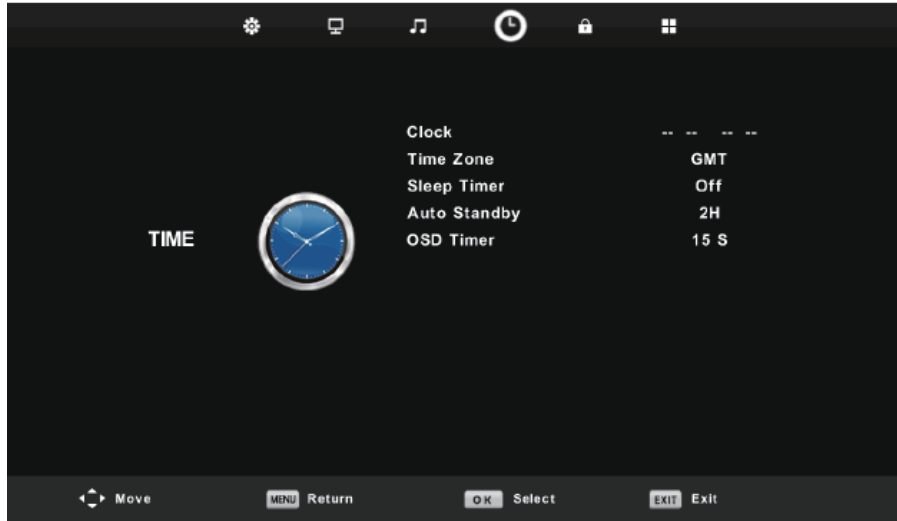 Clock -- -- -- --
Time Zone GMT
Sleep Timer Off
Auto Standby 2H
TIME
OSD Timer 15 S
Move MENU Return OK Select EXIT Exit